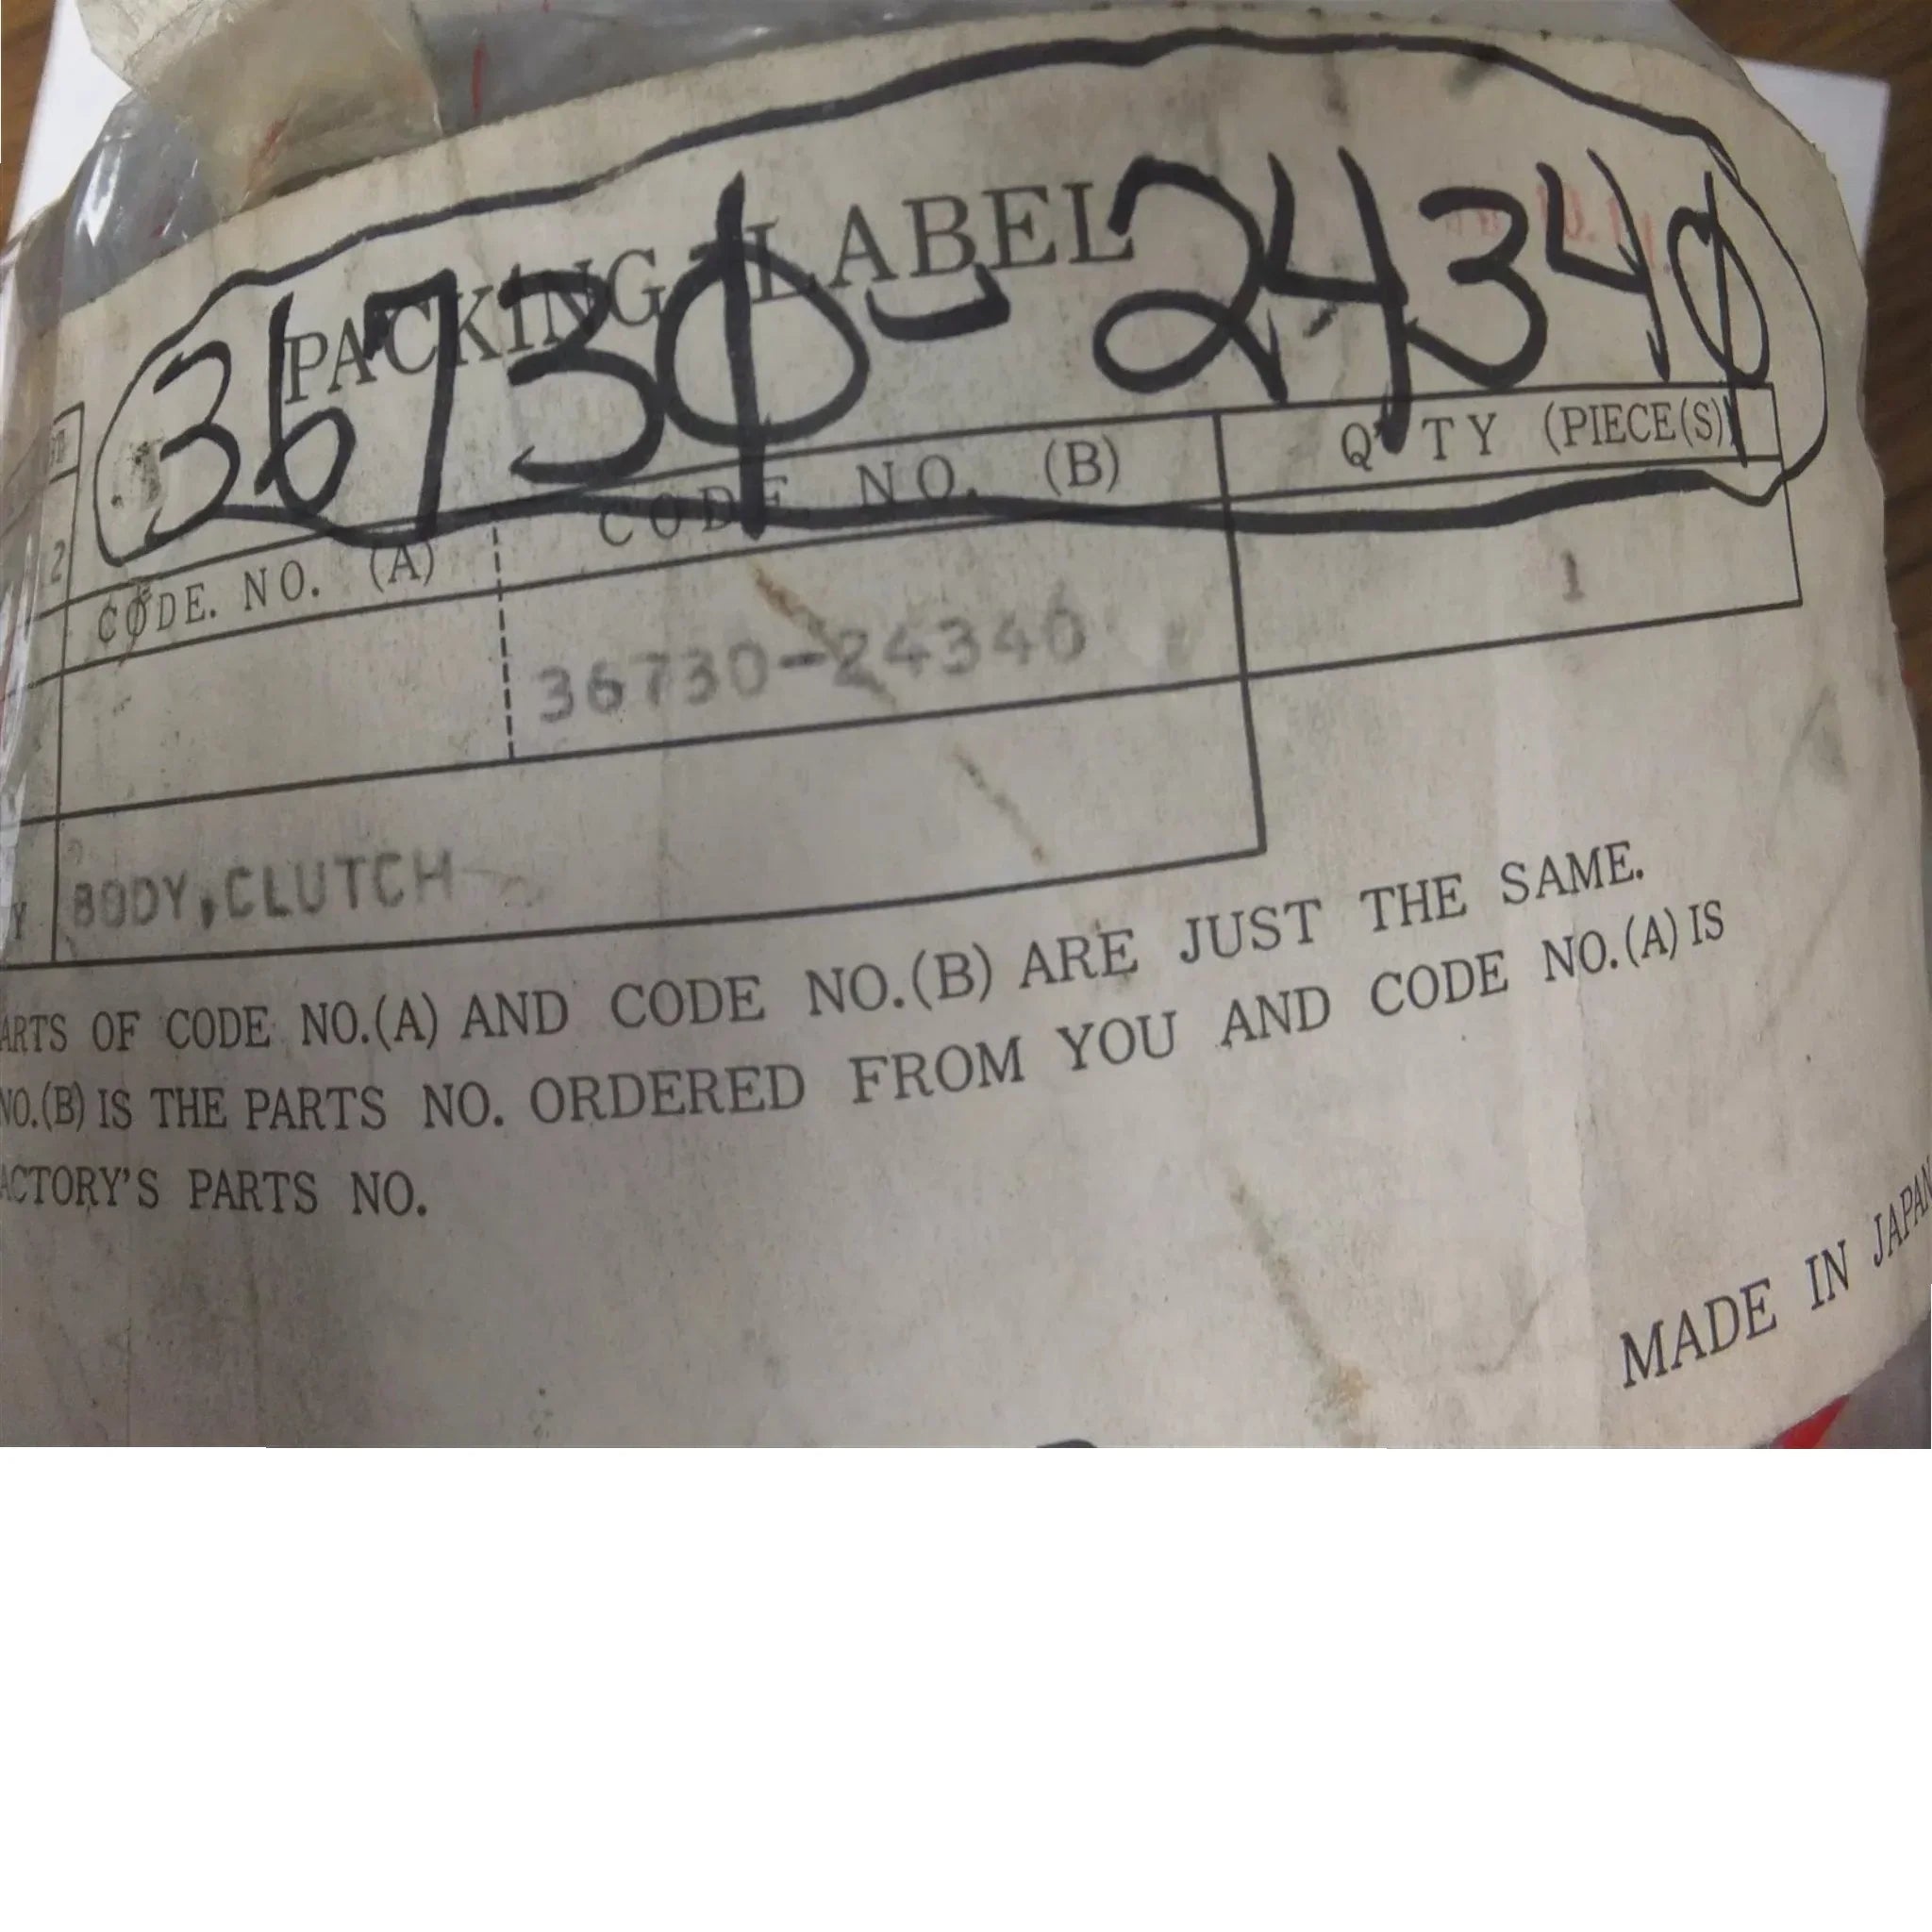 PACKING LABEL
36730-24340
CODE. NO. (A) CODE NO. (B) Q'TY (PIECE(S))
2
36730-24340 1
Y BODY,CLUTCH
ARTS OF CODE NO.(A) AND CODE NO.(B) ARE JUST THE SAME.
NO.(B) IS THE PARTS NO. ORDERED FROM YOU AND CODE NO.(A) IS
ACTORY'S PARTS NO.
MADE IN JAPAN